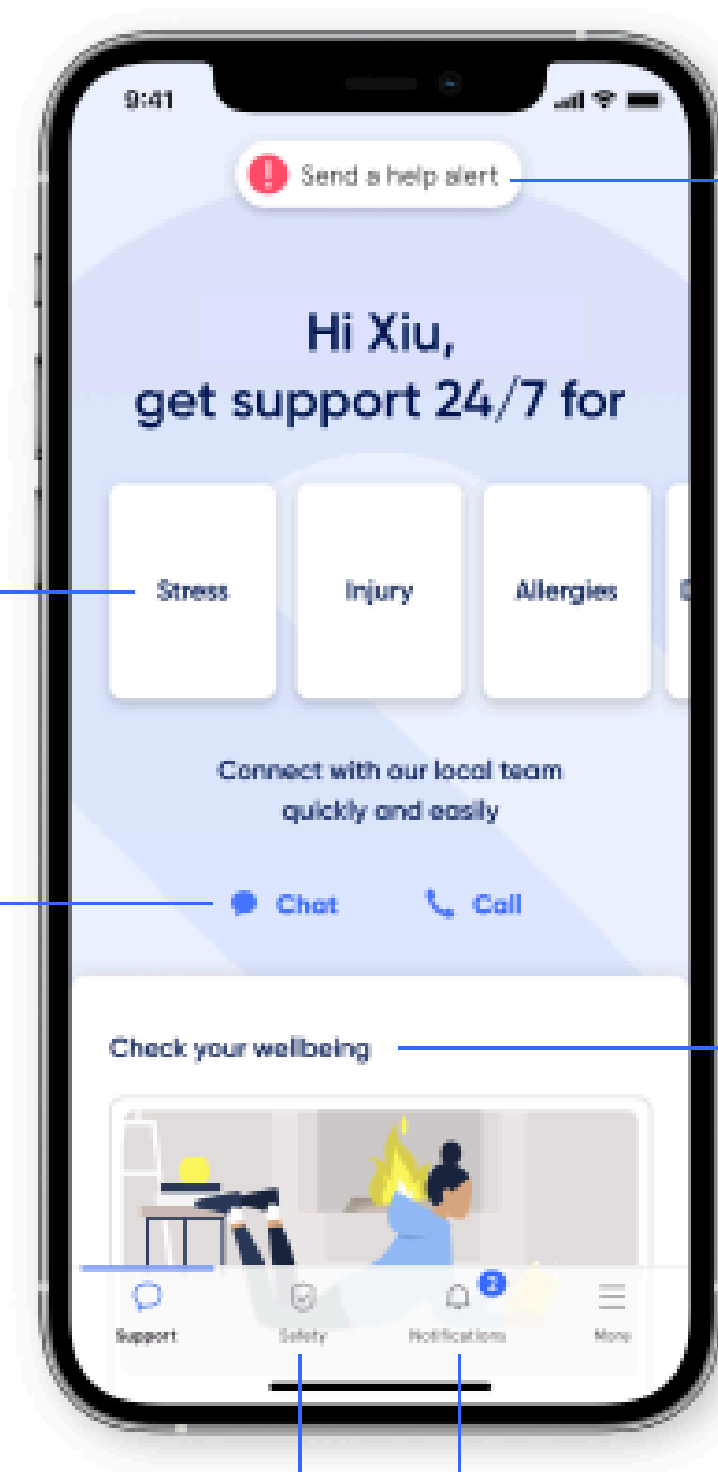 9:41
Send a help alert
Hi Xiu,
get support 24/7 for
Stress
Injury
Allergies
Connect with our local team
quickly and easily
Chat
Call
Check your wellbeing
2
Support
Safety
Notifications
More